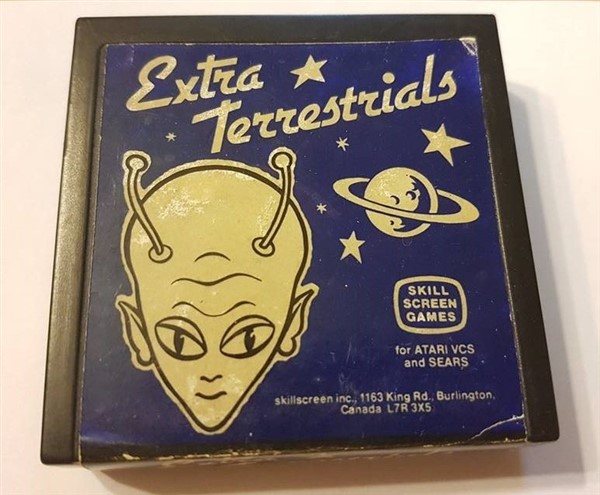 Extra
Terrestrials
SKILL
SCREEN
GAMES
for ATARI VCS
and SEARS
skillscreen inc., 1163 King Rd., Burlington,
Canada L7R 3X5